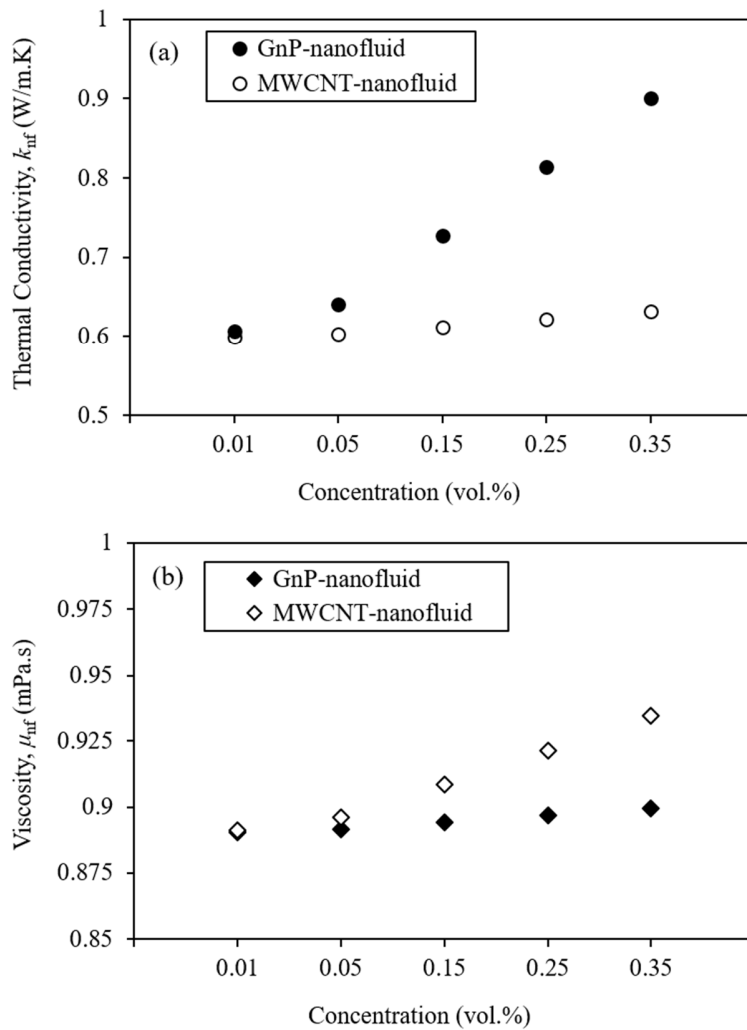 (a)
GnP-nanofluid
MWCNT-nanofluid
Thermal Conductivity, k_nf (W/m.K)
1
0.9
0.8
0.7
0.6
0.5
0.01 0.05 0.15 0.25 0.35
Concentration (vol.%)
(b)
GnP-nanofluid
MWCNT-nanofluid
Viscosity, μ_nf (mPa.s)
1
0.975
0.95
0.925
0.9
0.875
0.85
0.01 0.05 0.15 0.25 0.35
Concentration (vol.%)